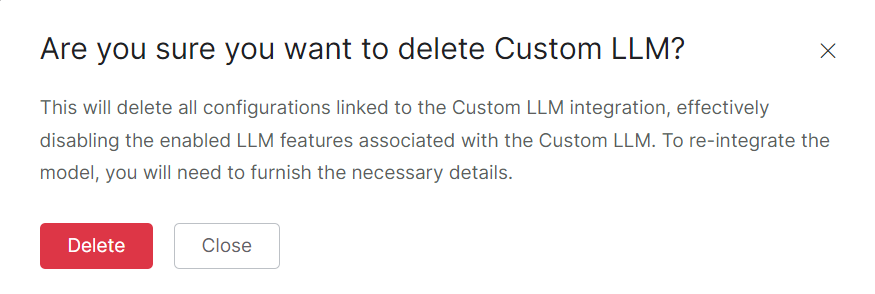 Are you sure you want to delete Custom LLM?
This will delete all configurations linked to the Custom LLM integration, effectively
disabling the enabled LLM features associated with the Custom LLM. To re-integrate the
model, you will need to furnish the necessary details.
Delete Close